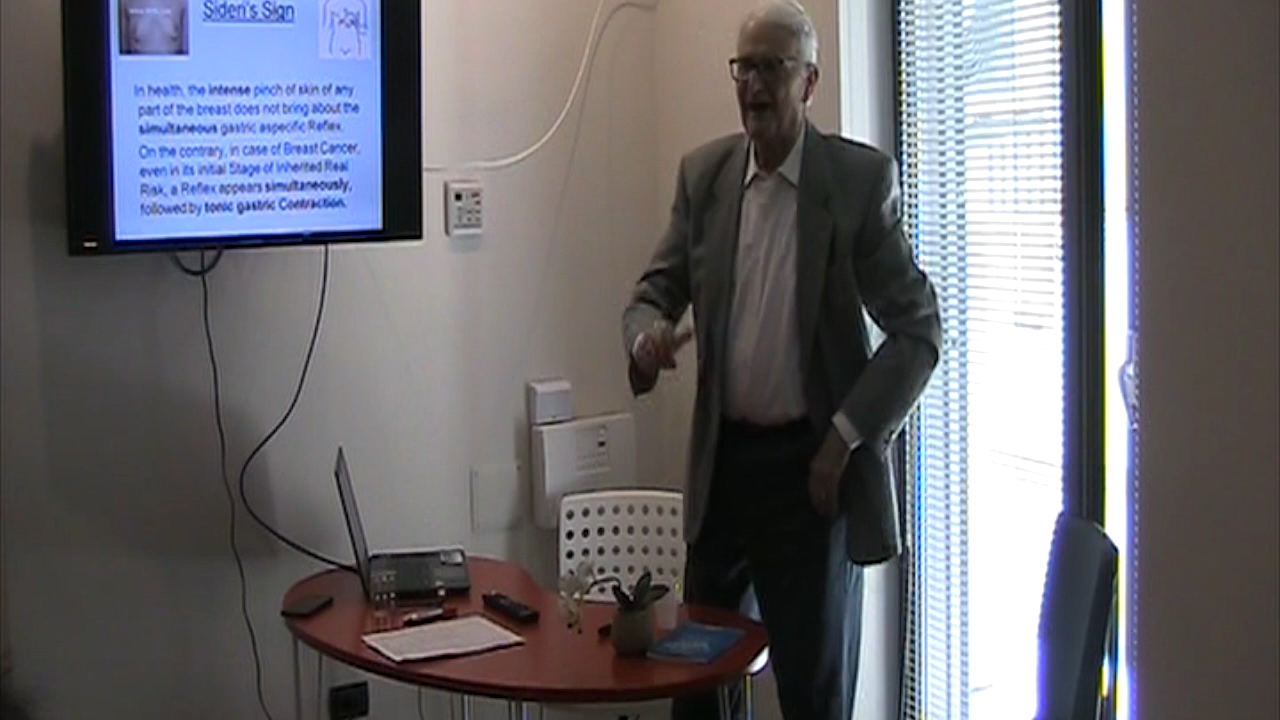 Siden's Sign
In health, the intense pinch of skin of any
part of the breast does not bring about the
simultaneous gastric aspecific Reflex.
On the contrary, in case of Breast Cancer,
even in its initial Stage of Inherited Real
Risk, a Reflex appears simultaneously,
followed by tonic gastric Contraction.